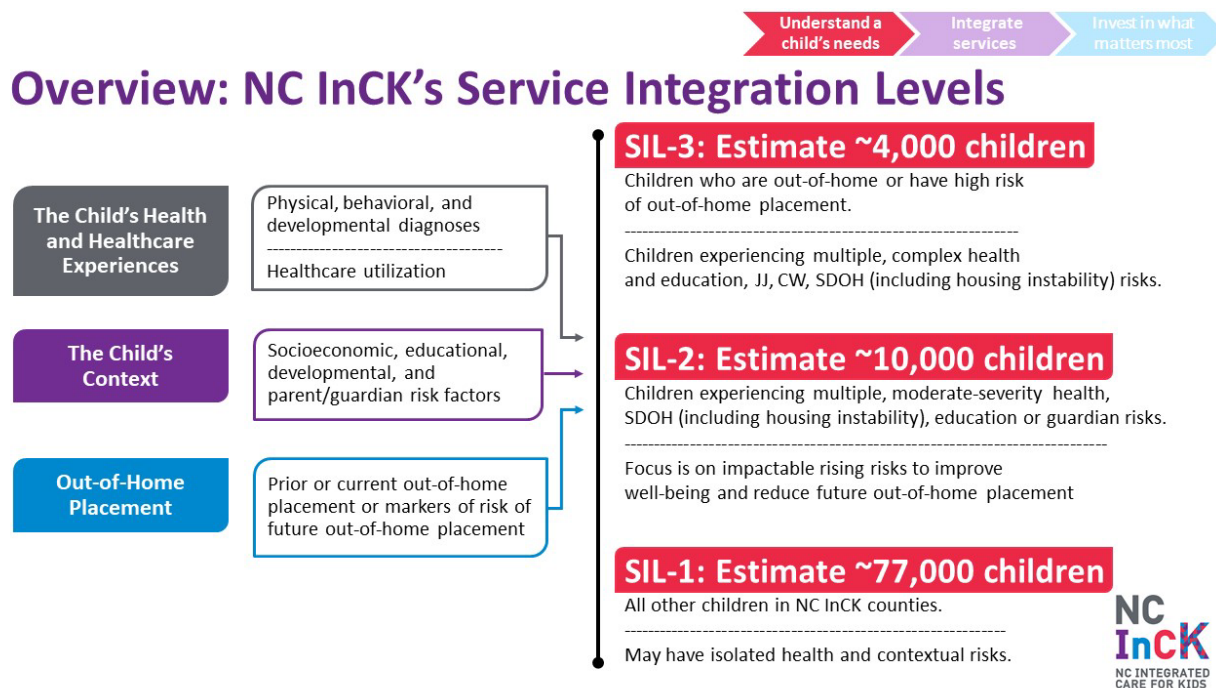 Understand a
child's needs
Integrate
services
Invest in what
matters most
Overview: NC InCK's Service Integration Levels
The Child's Health
and Healthcare
Experiences
Physical, behavioral, and
developmental diagnoses
Healthcare utilization
The Child's
Context
Socioeconomic, educational,
developmental, and
parent/guardian risk factors
Out-of-Home
Placement
Prior or current out-of-home
placement or markers of risk of
future out-of-home placement
SIL-3: Estimate ~4,000 children
Children who are out-of-home or have high risk
of out-of-home placement.
Children experiencing multiple, complex health
and education, JJ, CW, SDOH (including housing instability) risks.
SIL-2: Estimate ~10,000 children
Children experiencing multiple, moderate-severity health,
SDOH (including housing instability), education or guardian risks.
Focus is on impactable rising risks to improve
well-being and reduce future out-of-home placement
SIL-1: Estimate ~77,000 children
All other children in NC InCK counties.
May have isolated health and contextual risks.
NC
InCK
NC INTEGRATED
CARE FOR KIDS